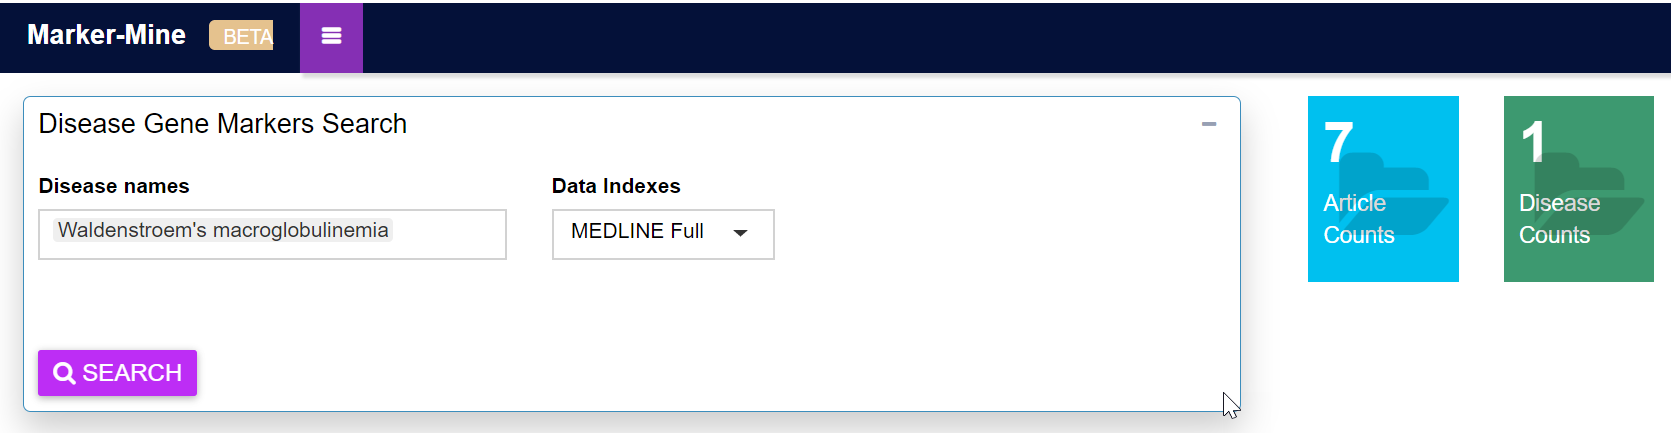 Marker-Mine BETA
Disease Gene Markers Search
Disease names
Waldenstroem's macroglobulinemia
Data Indexes
MEDLINE Full
SEARCH
7
Article
Counts
1
Disease
Counts